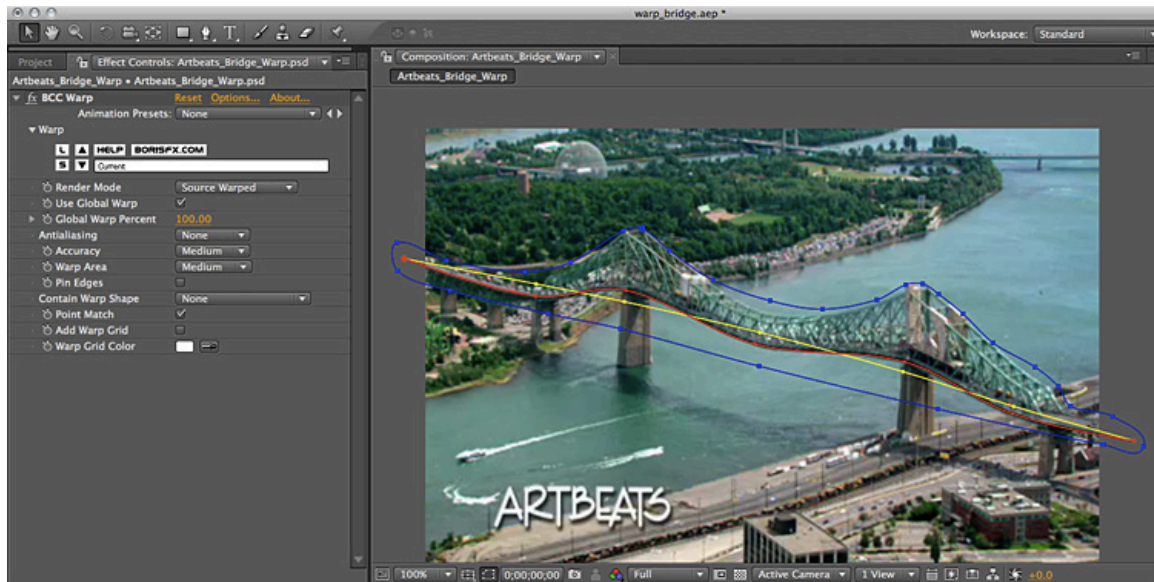 warp_bridge.aep *
T
Workspace: Standard
Project
Effect Controls: Artbeats_Bridge_Warp.psd
Composition: Artbeats_Bridge_Warp
Artbeats_Bridge_Warp • Artbeats_Bridge_Warp.psd
Artbeats_Bridge_Warp
fx BCC Warp Reset Options... About...
Animation Presets: None
Warp
L HELP BORISFX.COM
S Current
Render Mode Source Warped
Use Global Warp
Global Warp Percent 100.00
Antialiasing None
Accuracy Medium
Warp Area Medium
Pin Edges
Contain Warp Shape None
Point Match
Add Warp Grid
Warp Grid Color
ARTBEATS
100% 0;00;00;00 Full Active Camera 1 View +0.0